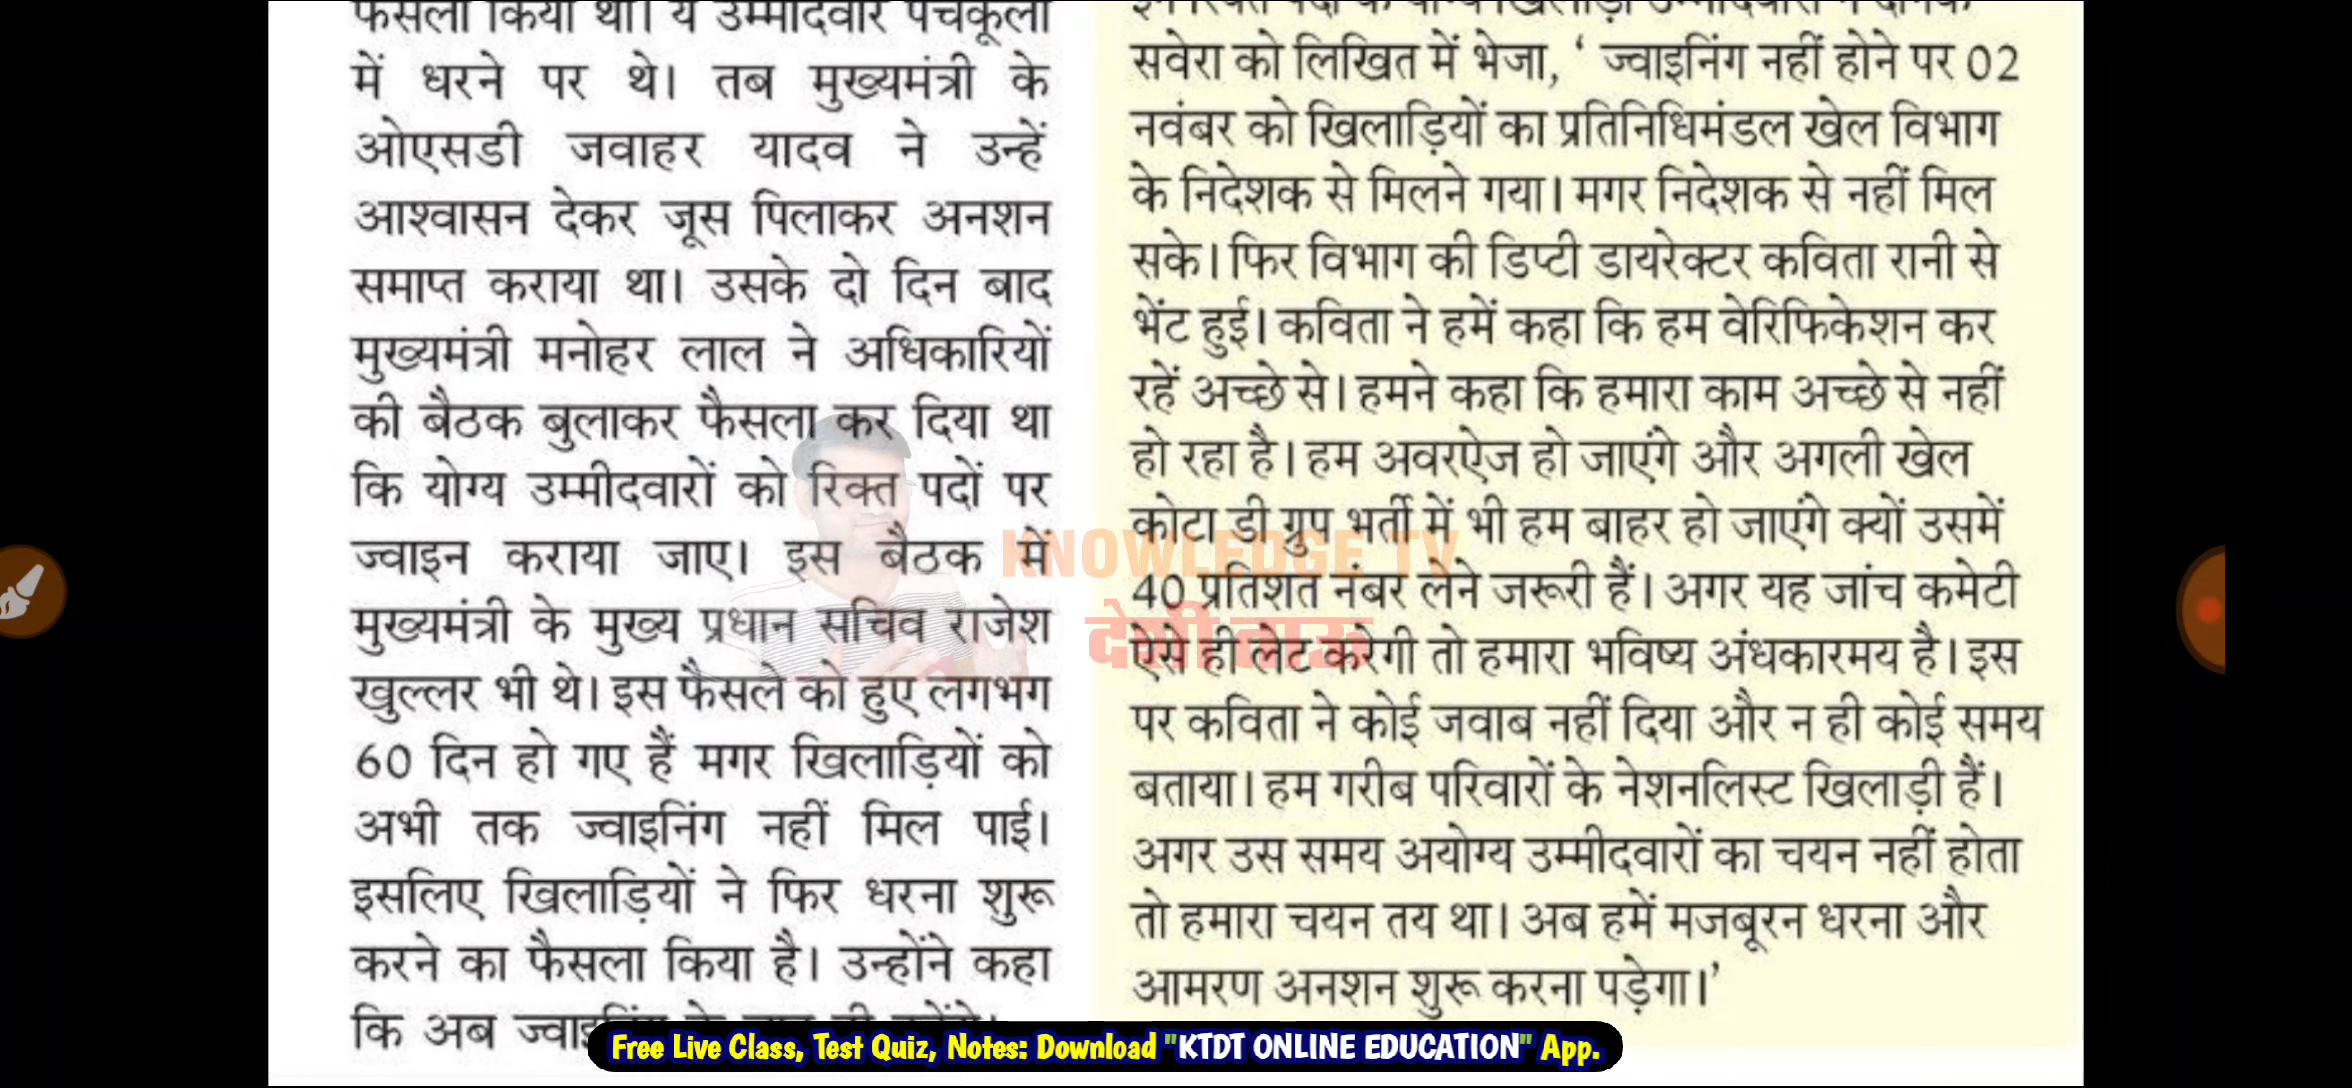 फैसला किया था। ये उम्मीदवार पंचकूला
में धरने पर थे। तब मुख्यमंत्री के
ओएसडी जवाहर यादव ने उन्हें
आश्वासन देकर जूस पिलाकर अनशन
समाप्त कराया था। उसके दो दिन बाद
मुख्यमंत्री मनोहर लाल ने अधिकारियों
की बैठक बुलाकर फैसला कर दिया था
कि योग्य उम्मीदवारों को रिक्त पदों पर
ज्वाइन कराया जाए। इस बैठक में
मुख्यमंत्री के मुख्य प्रधान सचिव राजेश
खुल्लर भी थे। इस फैसले को हुए लगभग
60 दिन हो गए हैं मगर खिलाड़ियों को
अभी तक ज्वाइनिंग नहीं मिल पाई।
इसलिए खिलाड़ियों ने फिर धरना शुरू
करने का फैसला किया है। उन्होंने कहा
कि अब
सवेरा को लिखित में भेजा, ‘ ज्वाइनिंग नहीं होने पर 02
नवंबर को खिलाड़ियों का प्रतिनिधिमंडल खेल विभाग
के निदेशक से मिलने गया। मगर निदेशक से नहीं मिल
सके। फिर विभाग की डिप्टी डायरेक्टर कविता रानी से
भेंट हुई। कविता ने हमें कहा कि हम वेरिफिकेशन कर
रहें अच्छे से। हमने कहा कि हमारा काम अच्छे से नहीं
हो रहा है। हम अवरऐज हो जाएंगे और अगली खेल
कोटा डी ग्रुप भर्ती में भी हम बाहर हो जाएंगे क्यों उसमें
40 प्रतिशत नंबर लेने जरूरी हैं। अगर यह जांच कमेटी
ऐसे ही लेट करेगी तो हमारा भविष्य अंधकारमय है। इस
पर कविता ने कोई जवाब नहीं दिया और न ही कोई समय
बताया। हम गरीब परिवारों के नेशनलिस्ट खिलाड़ी हैं।
अगर उस समय अयोग्य उम्मीदवारों का चयन नहीं होता
तो हमारा चयन तय था। अब हमें मजबूरन धरना और
आमरण अनशन शुरू करना पड़ेगा।’
KNOWLEDGE TV
देशी ताऊ
Free Live Class, Test Quiz, Notes: Download "KTDT ONLINE EDUCATION" App.